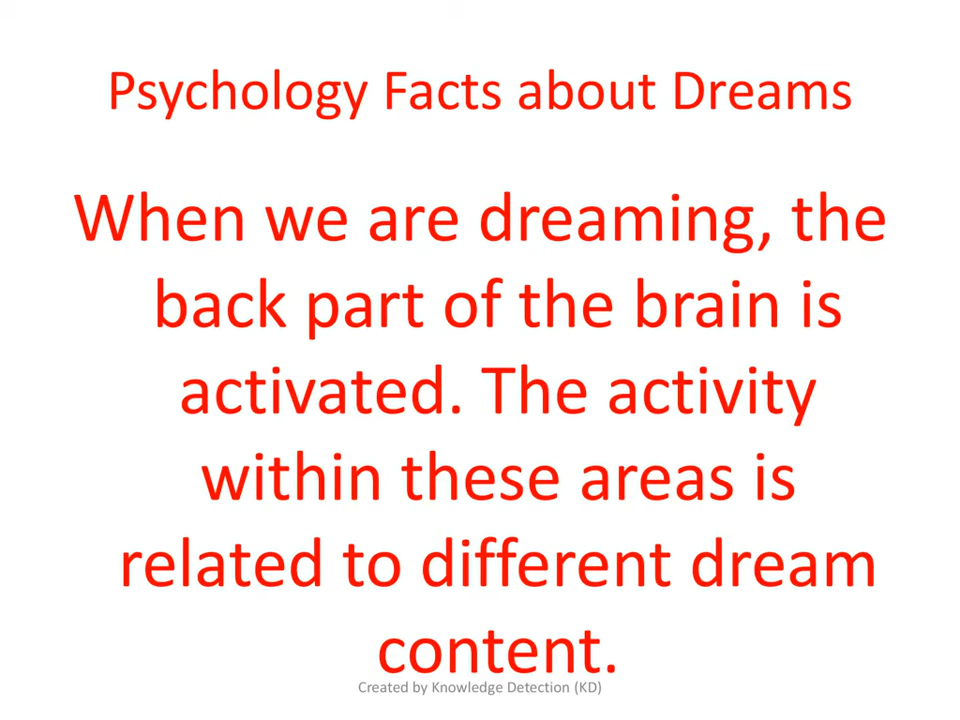 Psychology Facts about Dreams
When we are dreaming, the
back part of the brain is
activated. The activity
within these areas is
related to different dream
content.
Created by Knowledge Detection (KD)